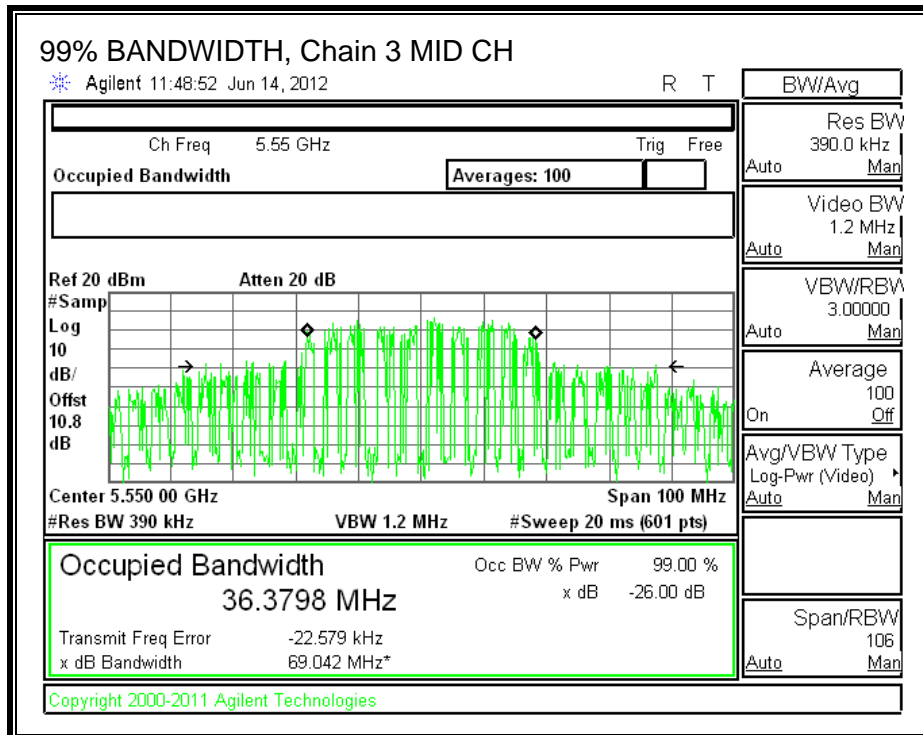 99% BANDWIDTH, Chain 3 MID CH
Agilent 11:48:52 Jun 14, 2012 R T
Ch Freq 5.55 GHz Trig Free
Occupied Bandwidth Averages: 100
Ref 20 dBm Atten 20 dB
#Samp
Log
10
dB/
Offst
10.8
dB
Center 5.550 00 GHz Span 100 MHz
#Res BW 390 kHz VBW 1.2 MHz #Sweep 20 ms (601 pts)
Occupied Bandwidth Occ BW % Pwr 99.00 %
36.3798 MHz x dB -26.00 dB
Transmit Freq Error -22.579 kHz
x dB Bandwidth 69.042 MHz*
Copyright 2000-2011 Agilent Technologies
BW/Avg
Res BW
390.0 kHz
Auto Man
Video BW
1.2 MHz
Auto Man
VBW/RBW
3.00000
Auto Man
Average
100
On Off
Avg/VBW Type
Log-Pwr (Video)
Auto Man
Span/RBW
106
Auto Man